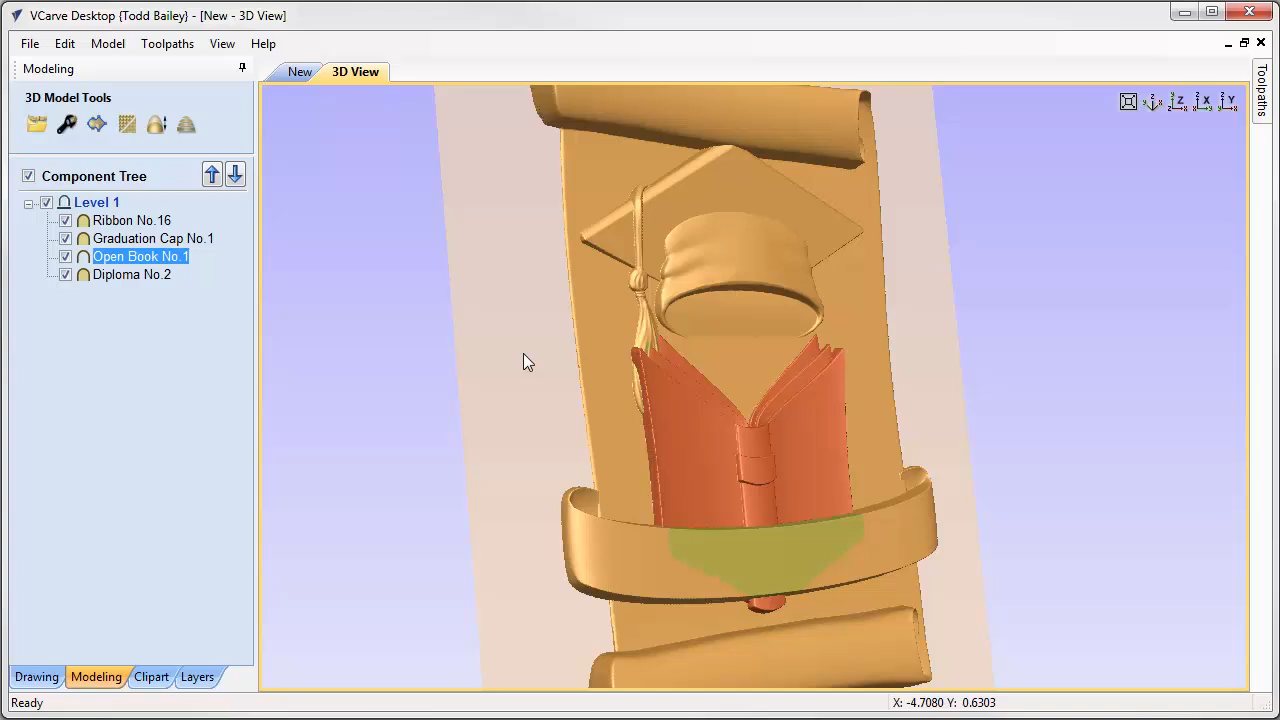 VCarve Desktop {Todd Bailey} - [New - 3D View]
File Edit Model Toolpaths View Help
Modeling
New 3D View
Toolpaths
3D Model Tools
Z X Y
Component Tree
Level 1
Ribbon No.16
Graduation Cap No.1
Open Book No.1
Diploma No.2
Drawing Modeling Clipart Layers
Ready X: -4.7080 Y: 0.6303